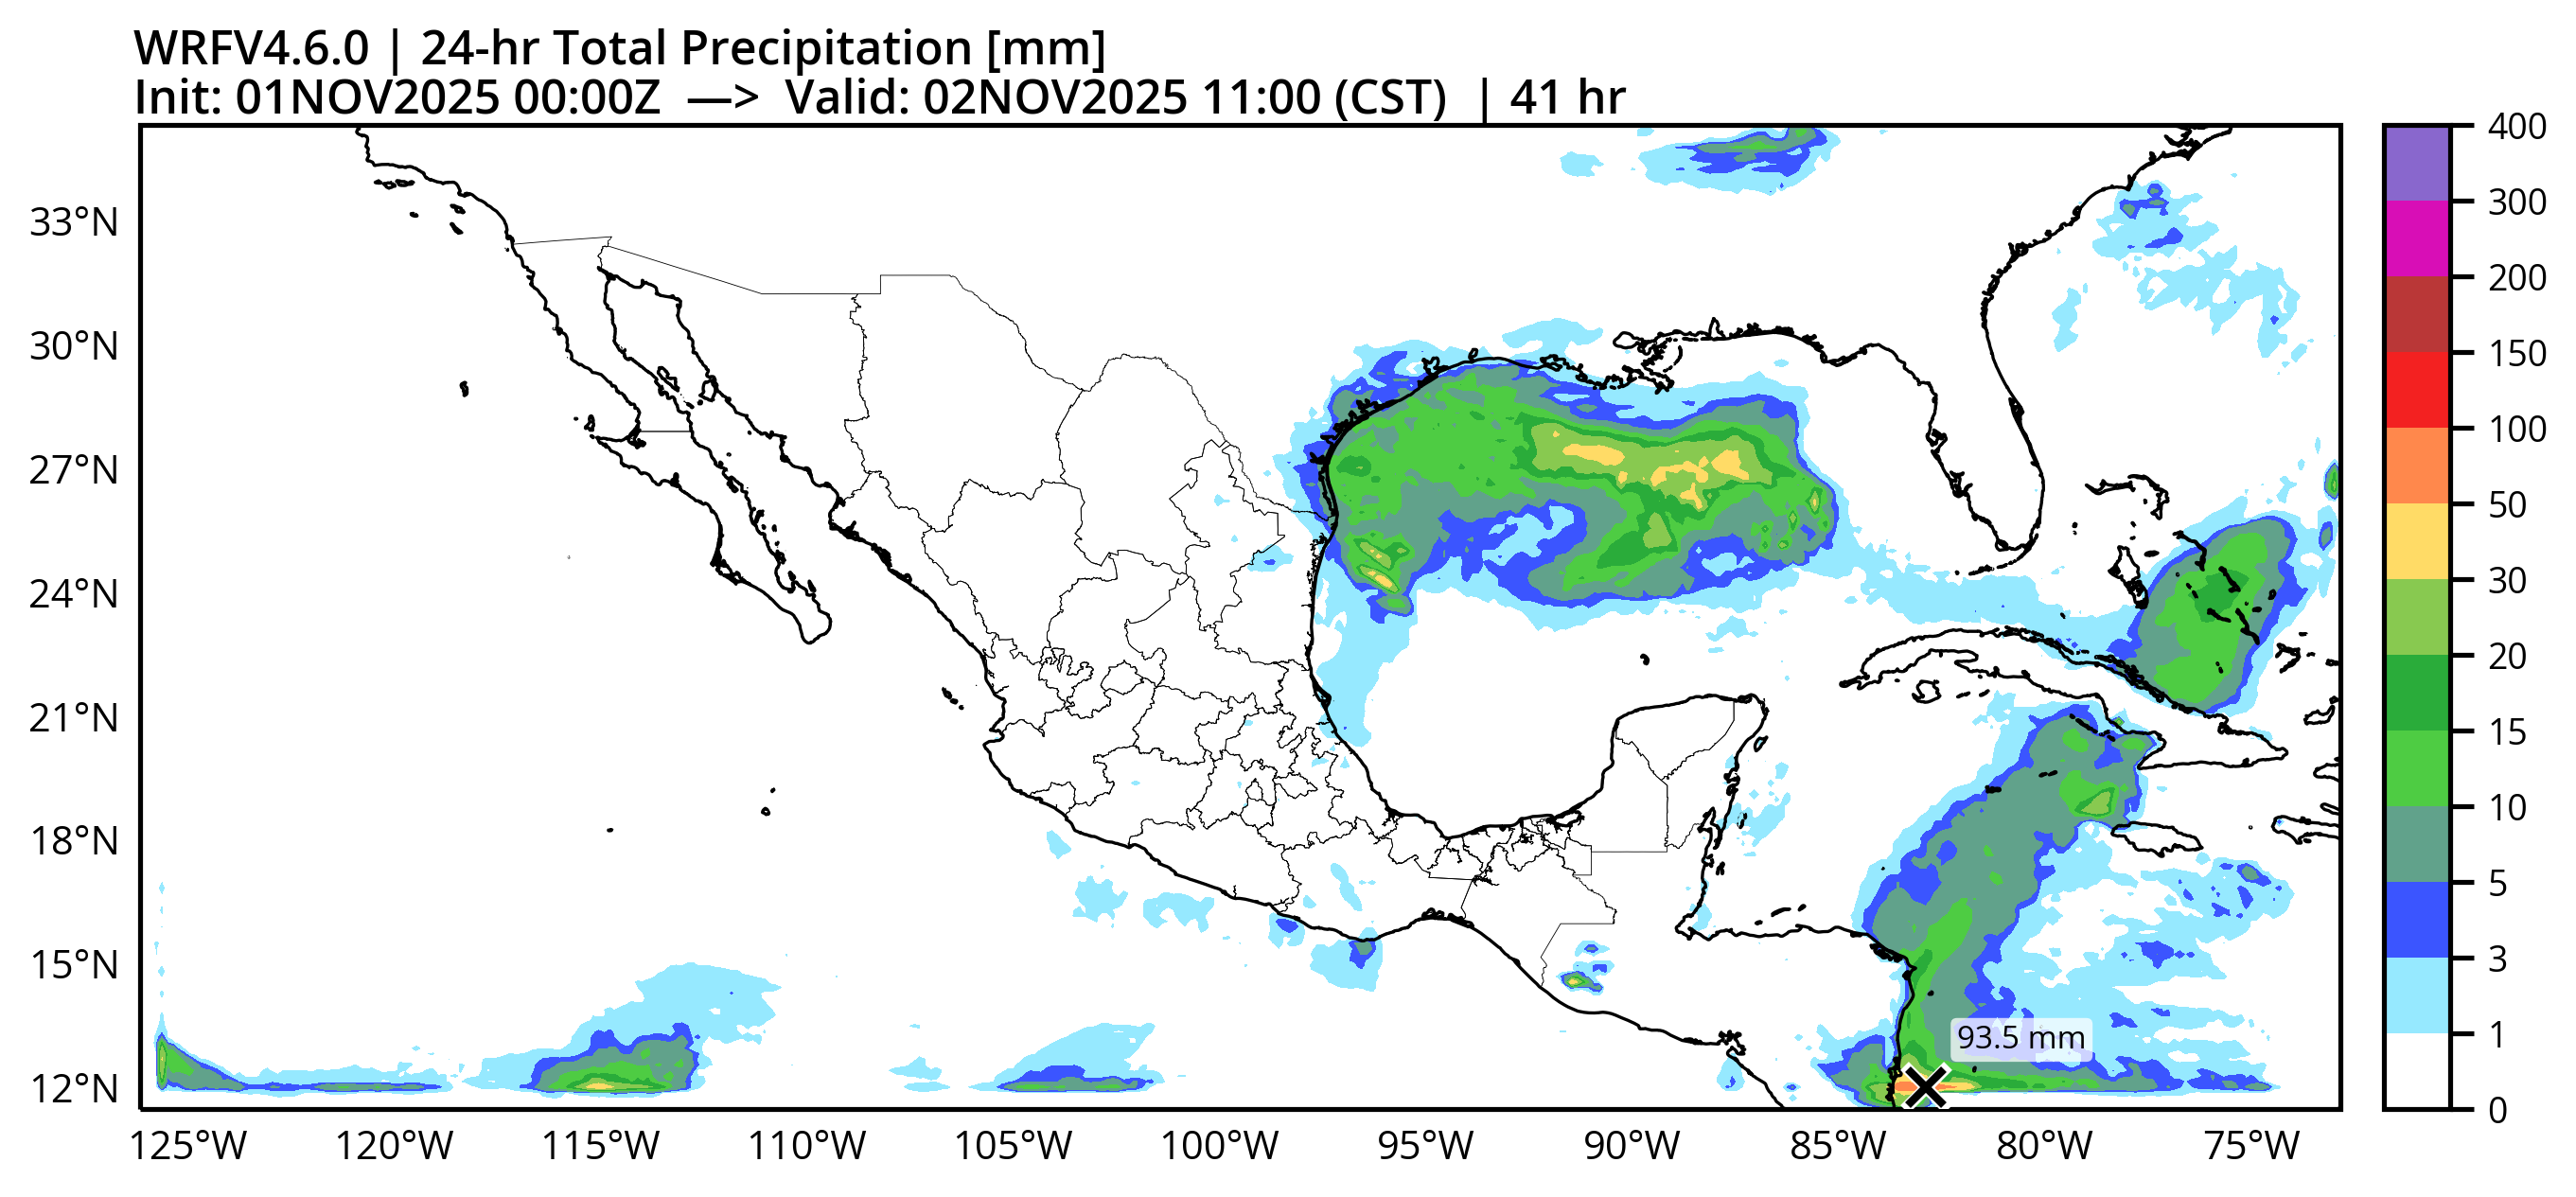 WRFV4.6.0 | 24-hr Total Precipitation [mm]
Init: 01NOV2025 00:00Z —> Valid: 02NOV2025 11:00 (CST) | 41 hr
33°N
30°N
27°N
24°N
21°N
18°N
15°N
12°N
125°W 120°W 115°W 110°W 105°W 100°W 95°W 90°W 85°W 80°W 75°W
93.5 mm
400
300
200
150
100
50
30
20
15
10
5
3
1
0